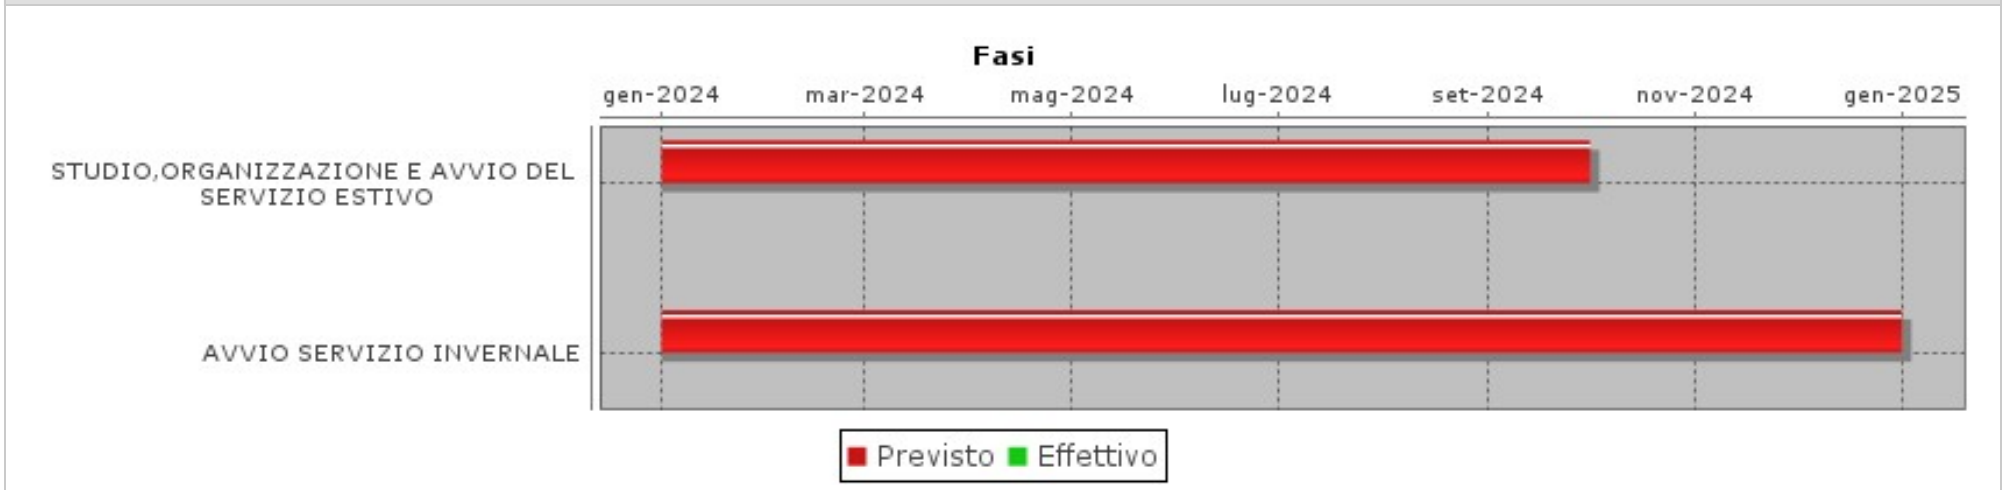 Fasi
gen-2024 mar-2024 mag-2024 lug-2024 set-2024 nov-2024 gen-2025
STUDIO,ORGANIZZAZIONE E AVVIO DEL
SERVIZIO ESTIVO
AVVIO SERVIZIO INVERNALE
Previsto Effettivo